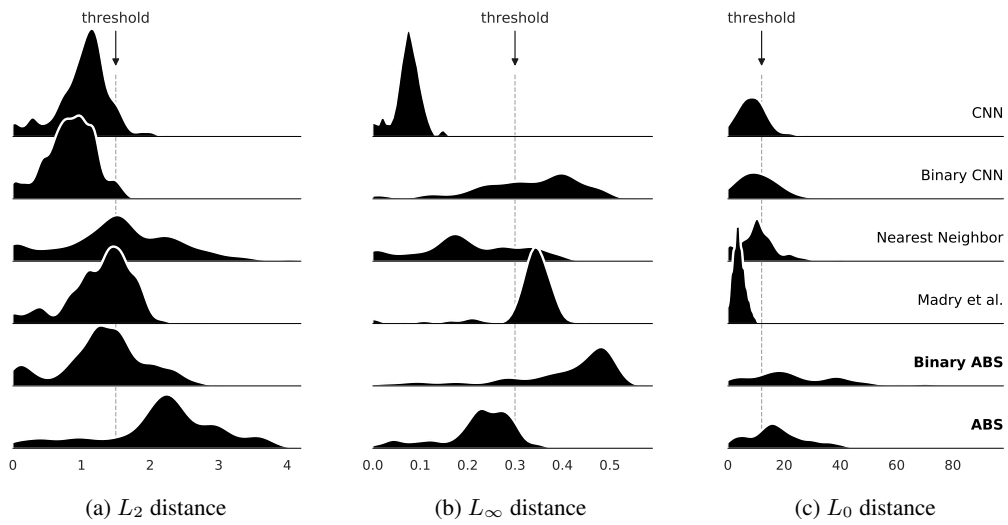 threshold threshold threshold
CNN
Binary CNN
Nearest Neighbor
Madry et al.
Binary ABS
ABS
0 1 2 3 4 0.0 0.1 0.2 0.3 0.4 0.5 0 20 40 60 80
(a) L₂ distance (b) L∞ distance (c) L₀ distance